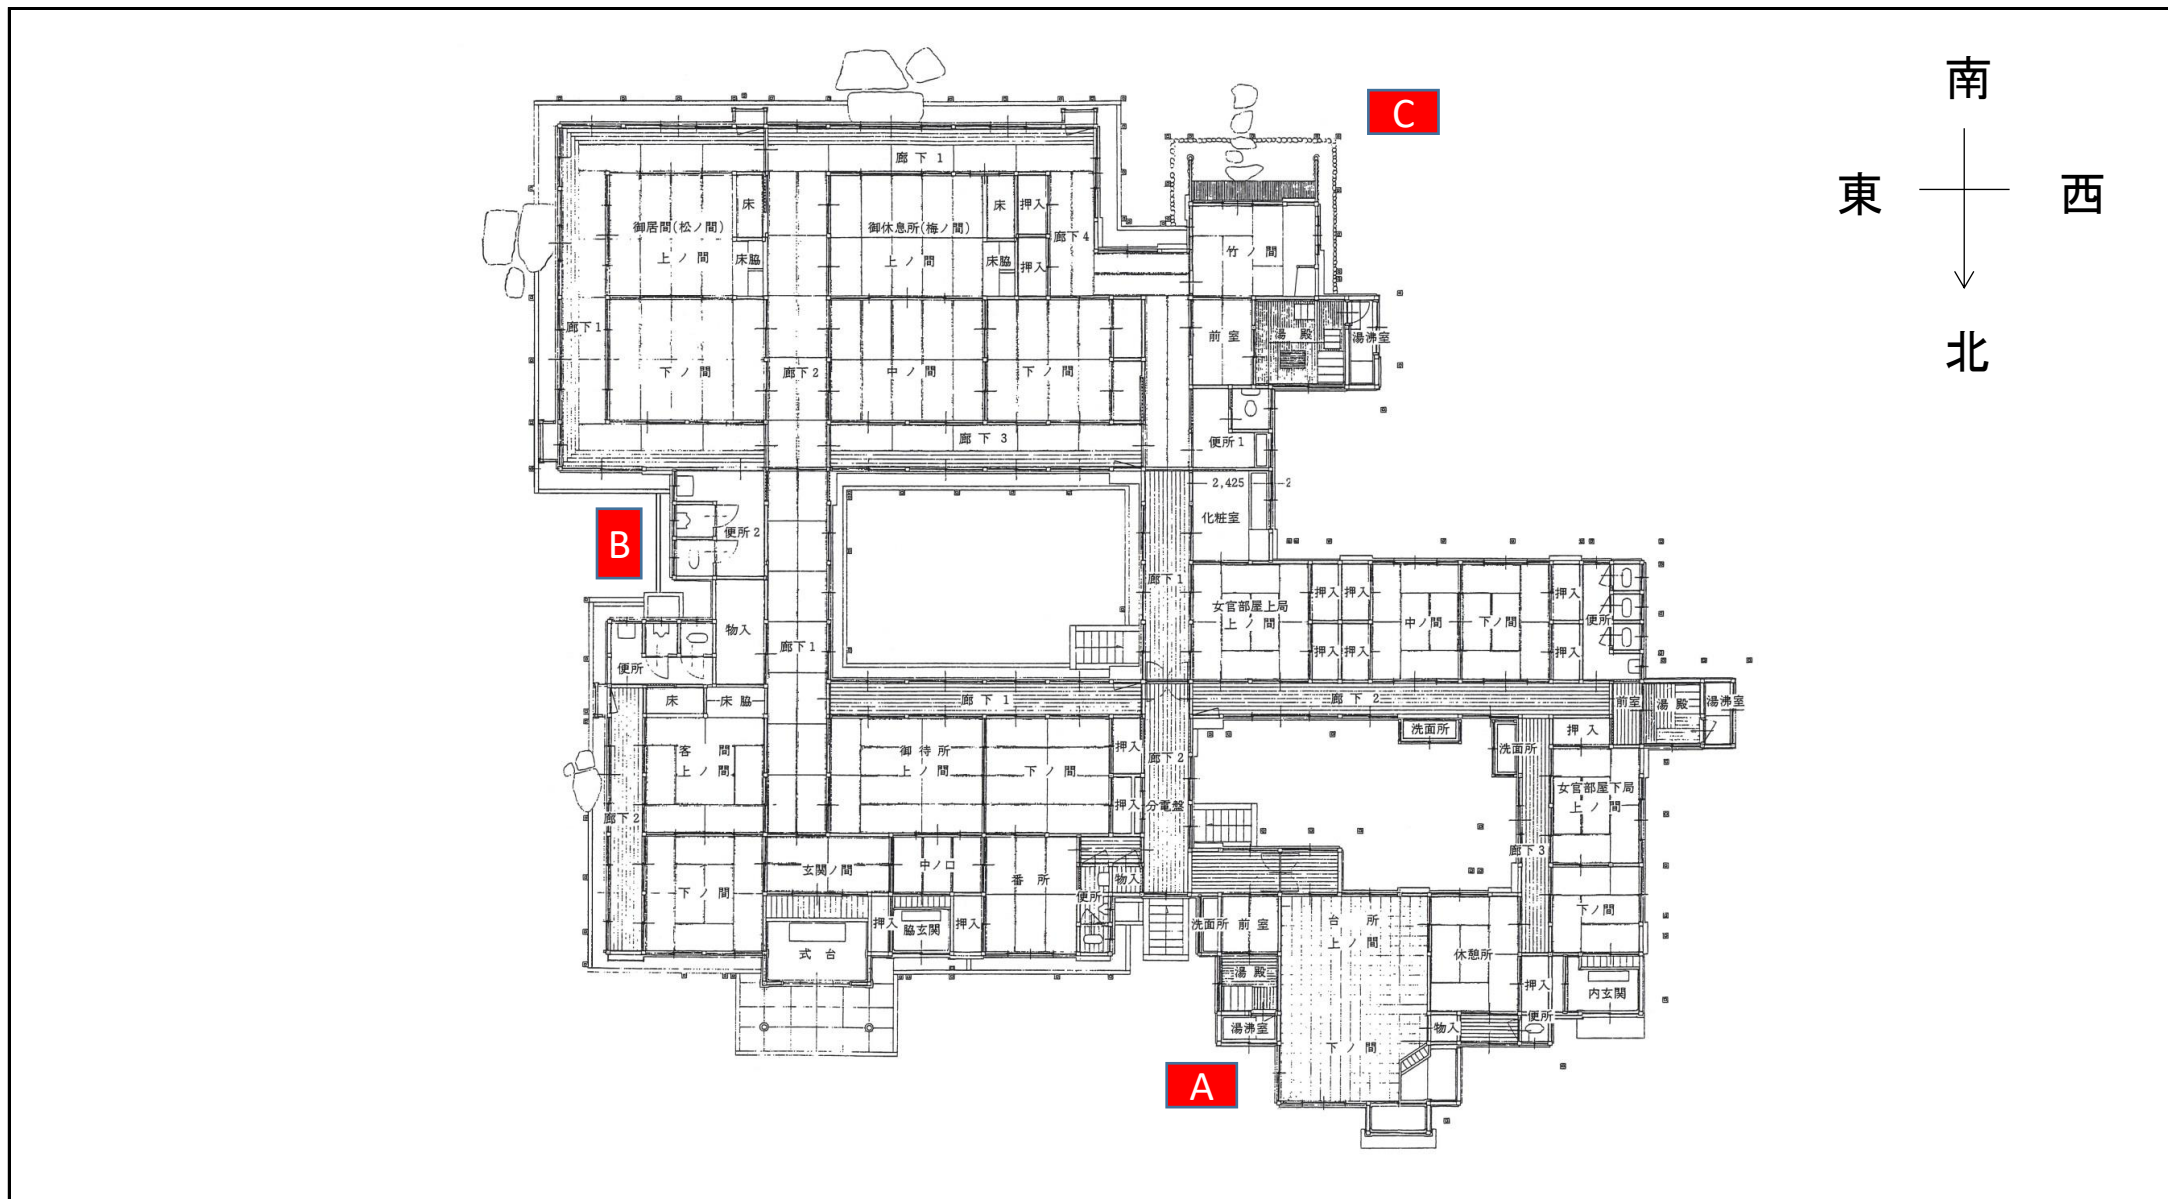 南
東
西
北
C
廊下1
御居間(松ノ間)
上ノ間
床
床脇
御休息所(梅ノ間)
上ノ間
床
床脇
押入
押入
廊下4
竹ノ間
廊下1
下ノ間
廊下2
中ノ間
下ノ間
前室
湯殿
湯沸室
廊下3
便所1
2,425
2
化粧室
B
便所2
物入
便所
廊下1
廊下1
女官部屋上局
上ノ間
押入
押入
押入
押入
中ノ間
下ノ間
押入
押入
便所
床
床脇
廊下1
廊下2
前室
湯殿
湯沸室
客間
上ノ間
御待所
上ノ間
下ノ間
押入
押入
廊下2
分電盤
洗面所
洗面所
押入
女官部屋下局
上ノ間
廊下2
下ノ間
玄関ノ間
中ノ口
番所
物入
便所
廊下3
下ノ間
式台
押入
脇玄関
押入
洗面所
前室
台所
上ノ間
休憩所
湯殿
湯沸室
下ノ間
物入
押入
便所
内玄関
A